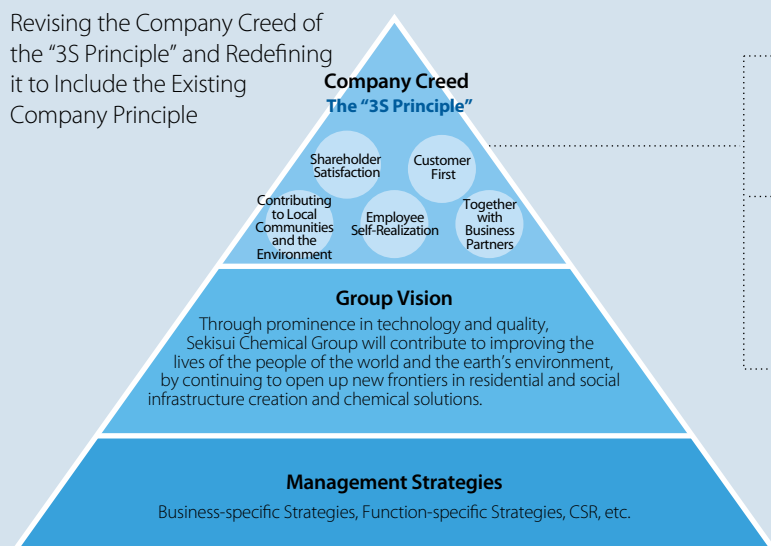 Revising the Company Creed of
the “3S Principle” and Redefining
it to Include the Existing
Company Principle
Company Creed
The “3S Principle”
Shareholder
Satisfaction
Customer
First
Contributing
to Local
Communities
and the
Environment
Employee
Self-Realization
Together
with
Business
Partners
Group Vision
Through prominence in technology and quality,
Sekisui Chemical Group will contribute to improving the
lives of the people of the world and the earth’s environment,
by continuing to open up new frontiers in residential and social
infrastructure creation and chemical solutions.
Management Strategies
Business-specific Strategies, Function-specific Strategies, CSR, etc.